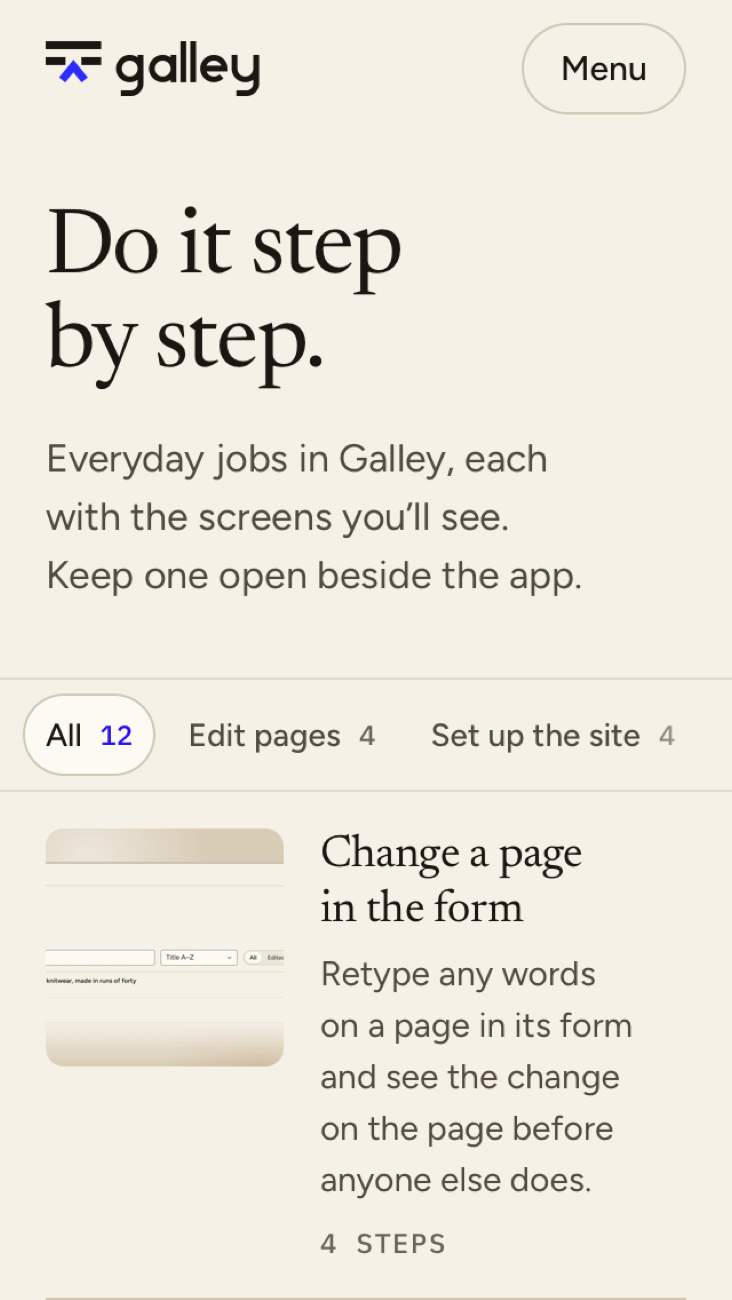 galley
Menu
Do it step
by step.
Everyday jobs in Galley, each
with the screens you’ll see.
Keep one open beside the app.
All 12 Edit pages 4 Set up the site 4
Change a page
in the form
Title A–Z All Edited
knitwear, made in runs of forty
Retype any words
on a page in its form
and see the change
on the page before
anyone else does.
4 STEPS